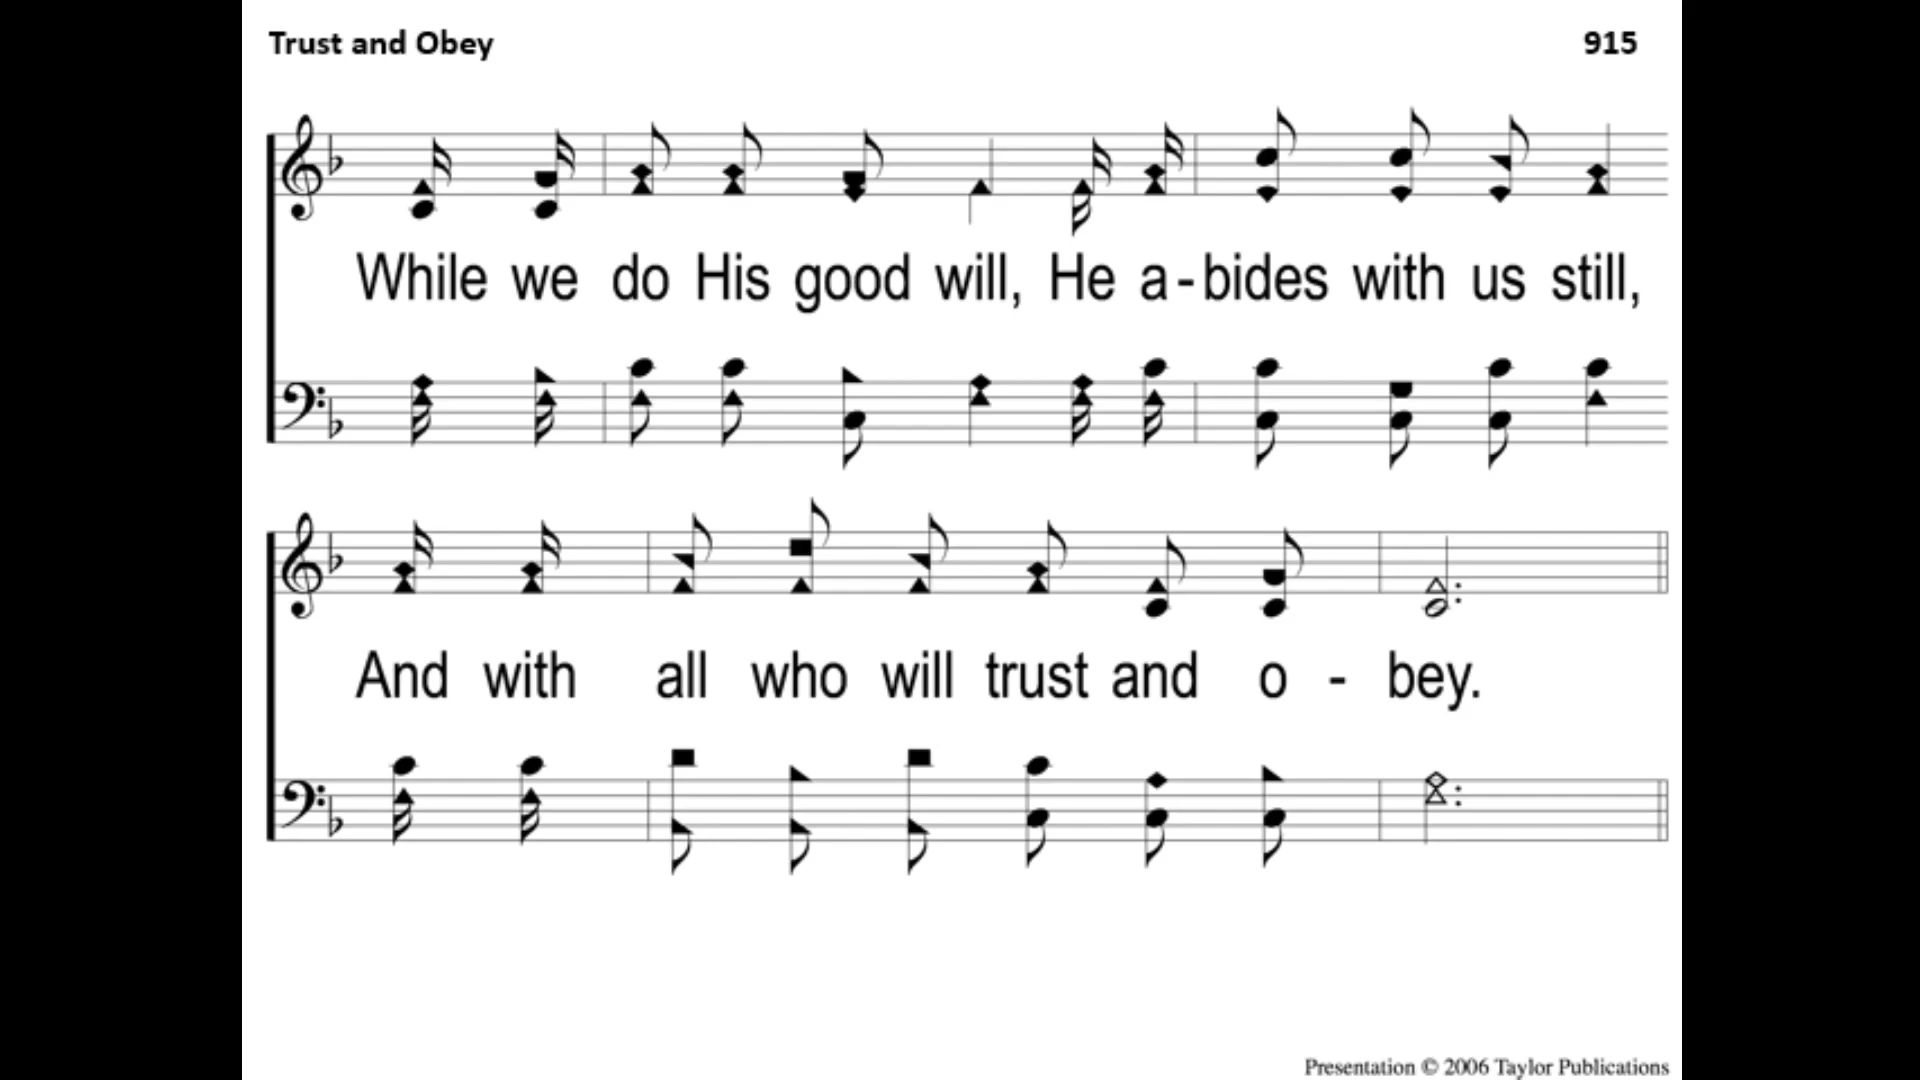 Trust and Obey 915
While we do His good will, He a-bides with us still,
And with all who will trust and o - bey.
Presentation © 2006 Taylor Publications